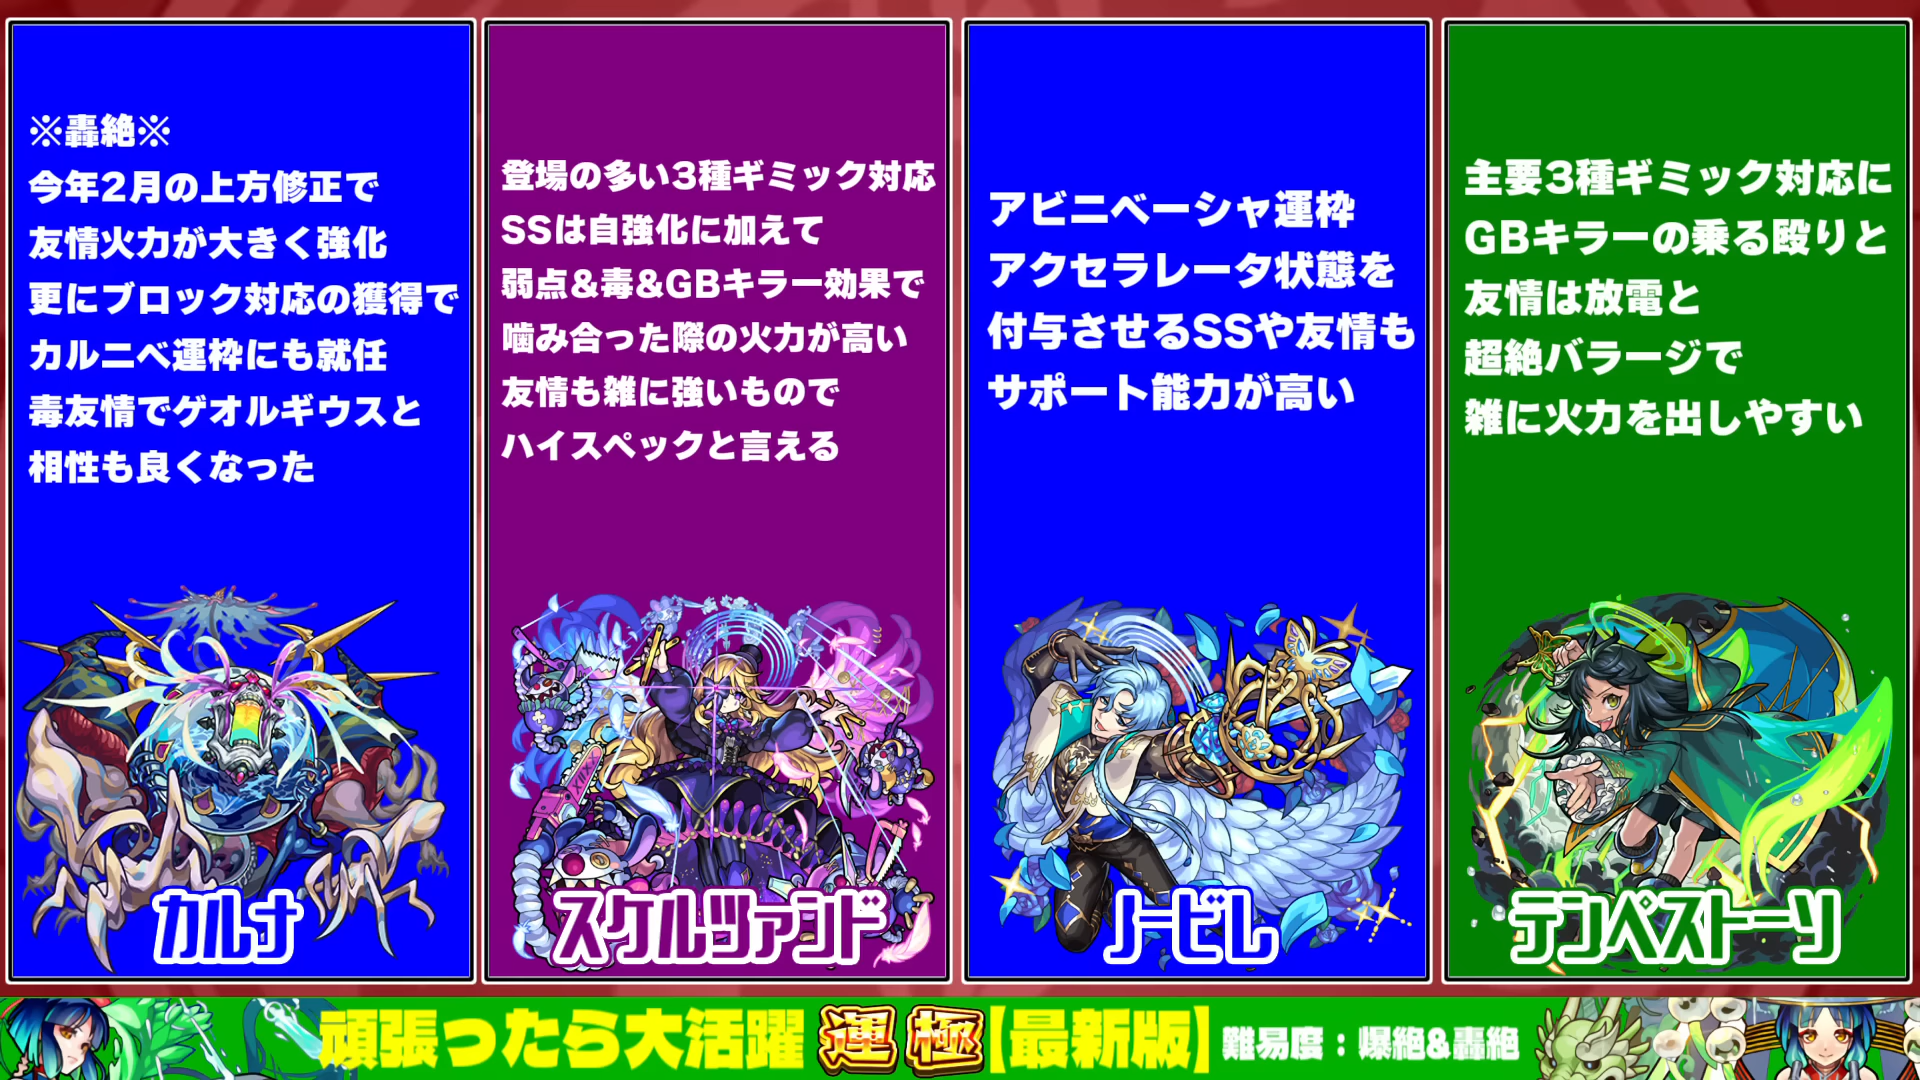 ※轟絶※
今年2月の上方修正で
友情火力が大きく強化
更にブロック対応の獲得で
カルニベ運枠にも就任
毒友情でゲオルギウスと
相性も良くなった
カルナ
登場の多い3種ギミック対応
SSは自強化に加えて
弱点&毒&GBキラー効果で
噛み合った際の火力が高い
友情も雑に強いもので
ハイスペックと言える
スケルツァンド
アビニベーシャ運枠
アクセラレータ状態を
付与させるSSや友情も
サポート能力が高い
ノービレ
主要3種ギミック対応に
GBキラーの乗る殴りと
友情は放電と
超絶バラージで
雑に火力を出しやすい
テンペストーソ
頑張ったら大活躍 運極【最新版】 難易度：爆絶&轟絶